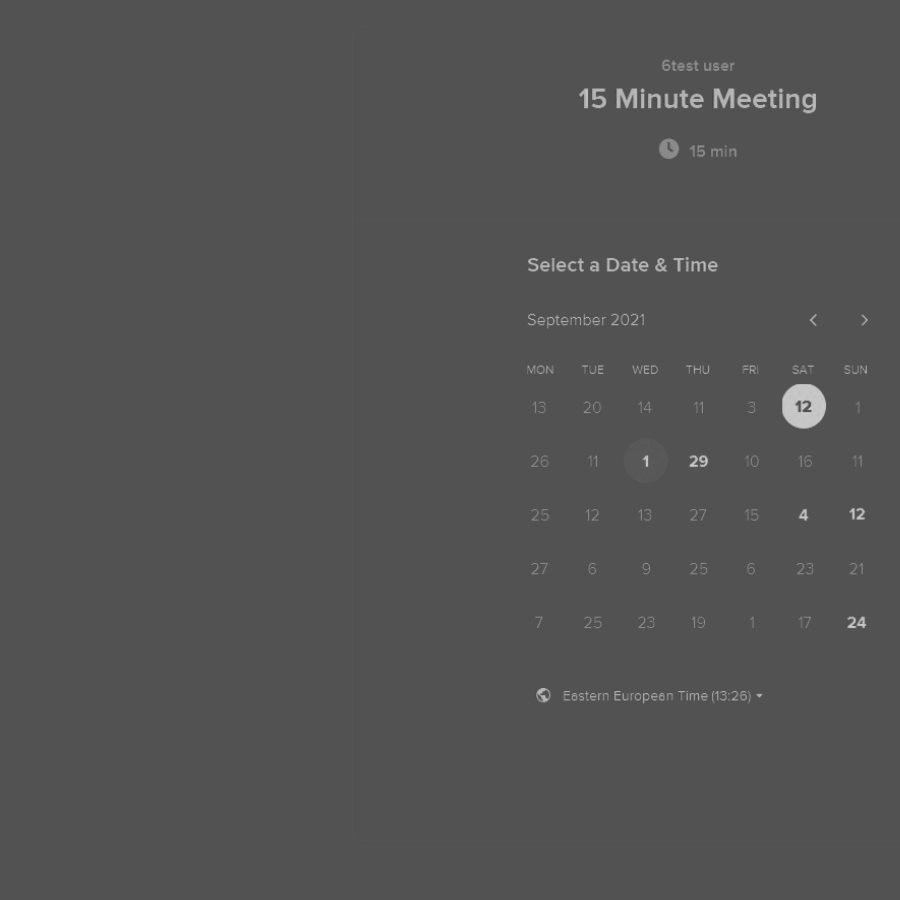 6test user
15 Minute Meeting
15 min
Select a Date & Time
September 2021
MON TUE WED THU FRI SAT SUN
13 20 14 11 3 12 1
26 11 1 29 10 16 11
25 12 13 27 15 4 12
27 6 9 25 6 23 21
7 25 23 19 1 17 24
Eastern European Time (13:26)